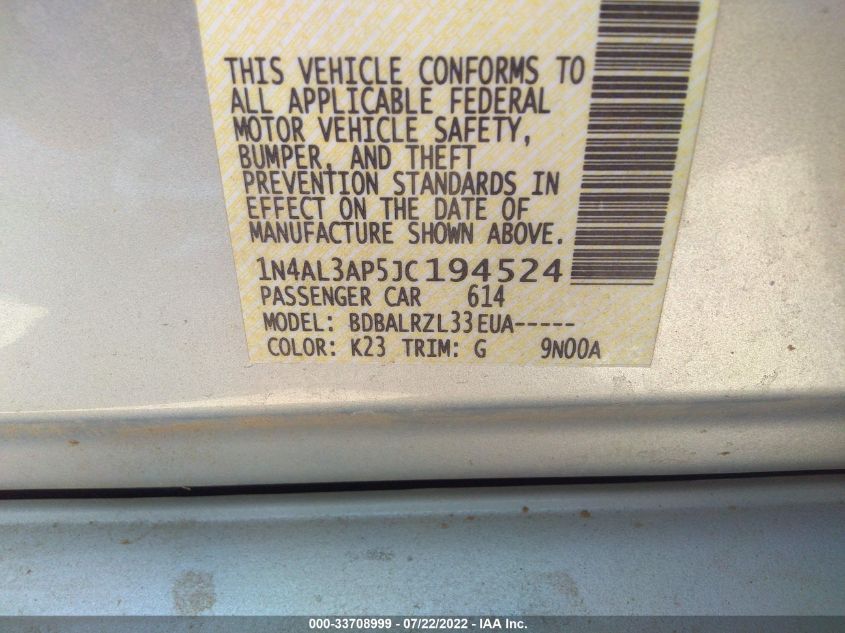 THIS VEHICLE CONFORMS TO
ALL APPLICABLE FEDERAL
MOTOR VEHICLE SAFETY,
BUMPER, AND THEFT
PREVENTION STANDARDS IN
EFFECT ON THE DATE OF
MANUFACTURE SHOWN ABOVE.
1N4AL3AP5JC194524
PASSENGER CAR 614
MODEL: BDBALRZL33EUA-----
COLOR: K23 TRIM: G 9N00A
000-33708999 - 07/22/2022 - IAA Inc.